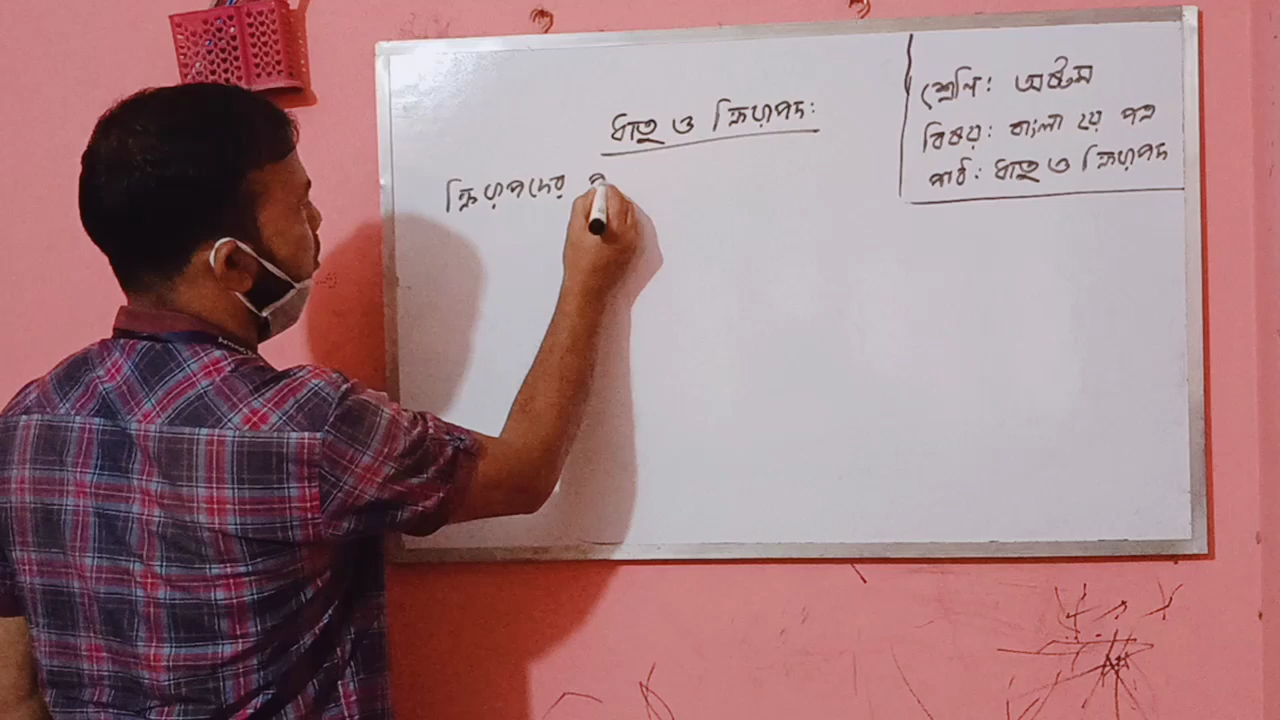 ধাতু ও ক্রিয়াপদ:
ক্রিয়াপদের
শ্রেণি: অষ্টম
বিষয়: বাংলা ২য় পত্র
পাঠ: ধাতু ও ক্রিয়াপদ